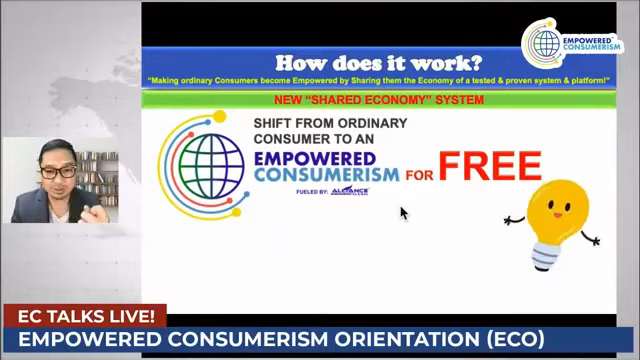 How does it work?
"Making ordinary Consumers become Empowered by Sharing them the Economy of a tested & proven system & platform!"
EMPOWERED
CONSUMERISM
NEW "SHARED ECONOMY" SYSTEM
SHIFT FROM ORDINARY
CONSUMER TO AN
EMPOWERED
CONSUMERISM FOR FREE
FUELED BY: ALLIANCE
EC TALKS LIVE!
EMPOWERED CONSUMERISM ORIENTATION (ECO)